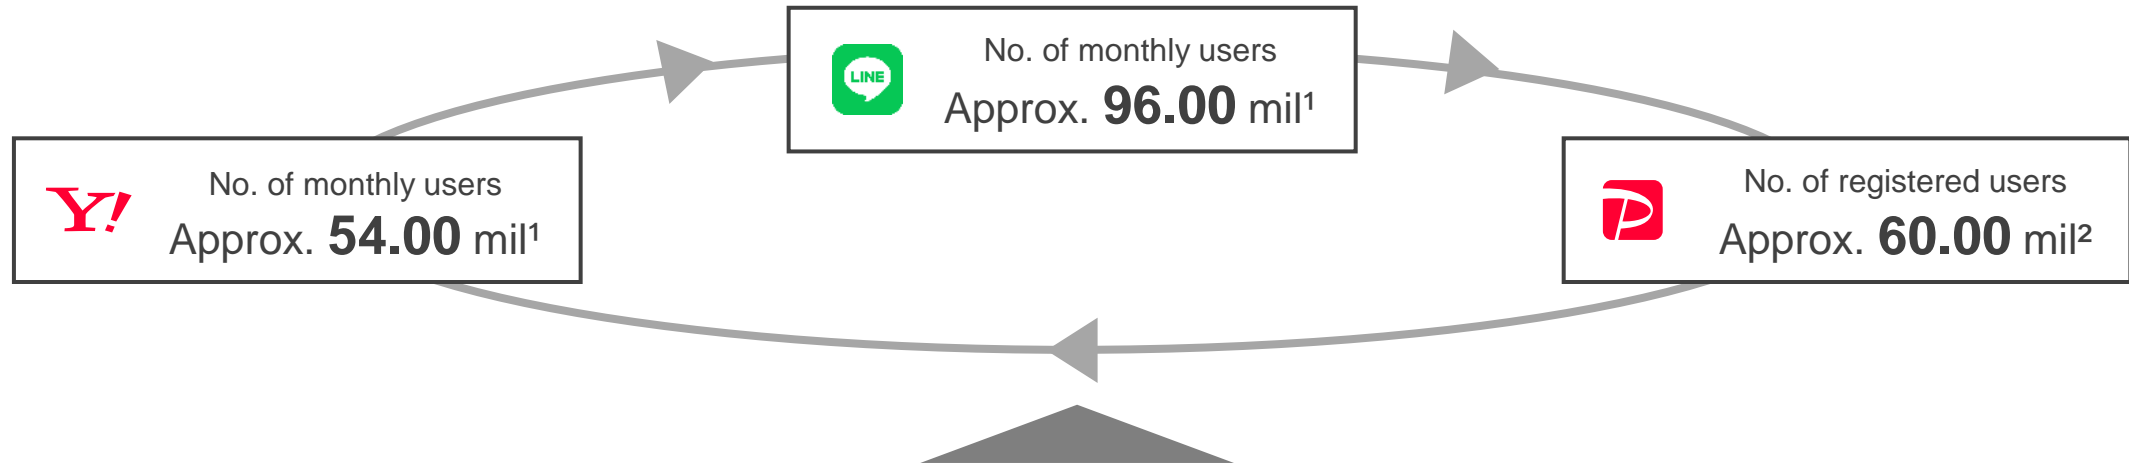 No. of monthly users
Approx. 96.00 mil¹
LINE
No. of monthly users
Approx. 54.00 mil¹
Y!
No. of registered users
Approx. 60.00 mil²
P